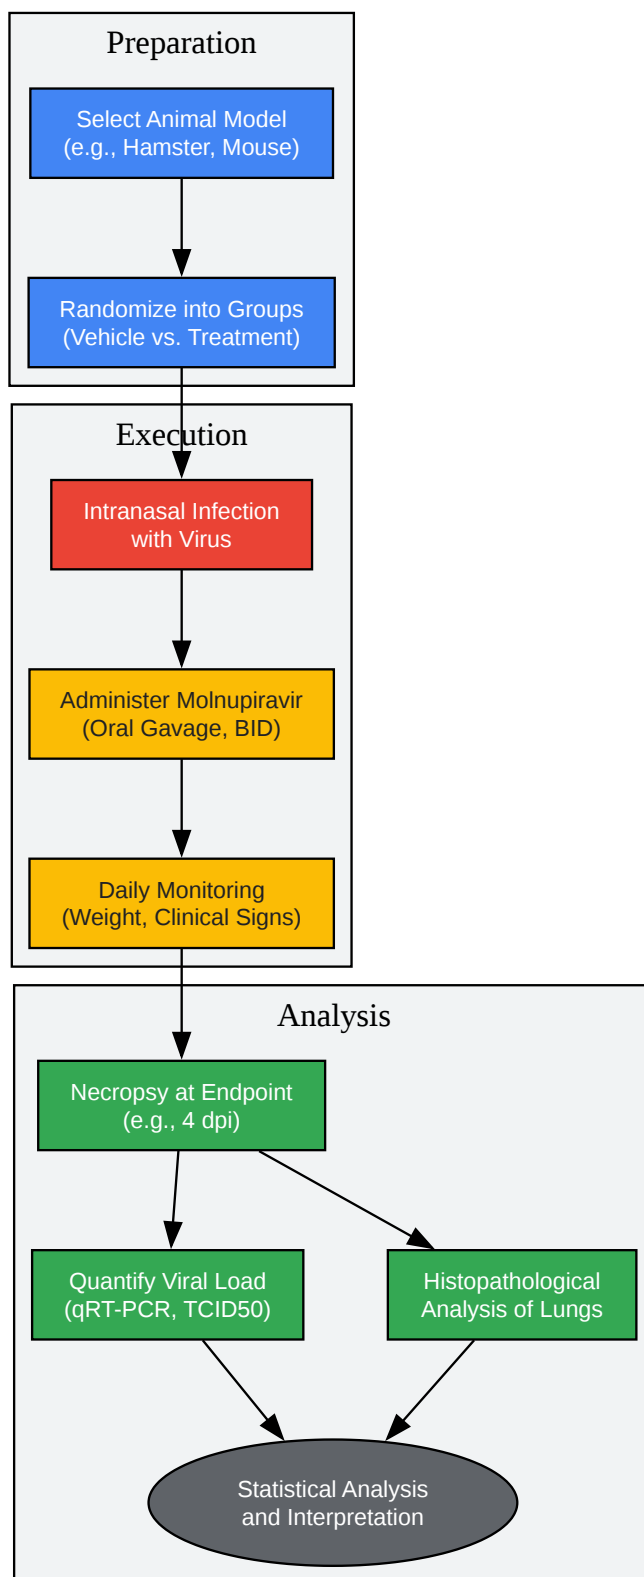 Preparation
Select Animal Model
(e.g., Hamster, Mouse)
Randomize into Groups
(Vehicle vs. Treatment)
Execution
Intranasal Infection
with Virus
Administer Molnupiravir
(Oral Gavage, BID)
Daily Monitoring
(Weight, Clinical Signs)
Analysis
Necropsy at Endpoint
(e.g., 4 dpi)
Quantify Viral Load
(qRT-PCR, TCID50)
Histopathological
Analysis of Lungs
Statistical Analysis
and Interpretation